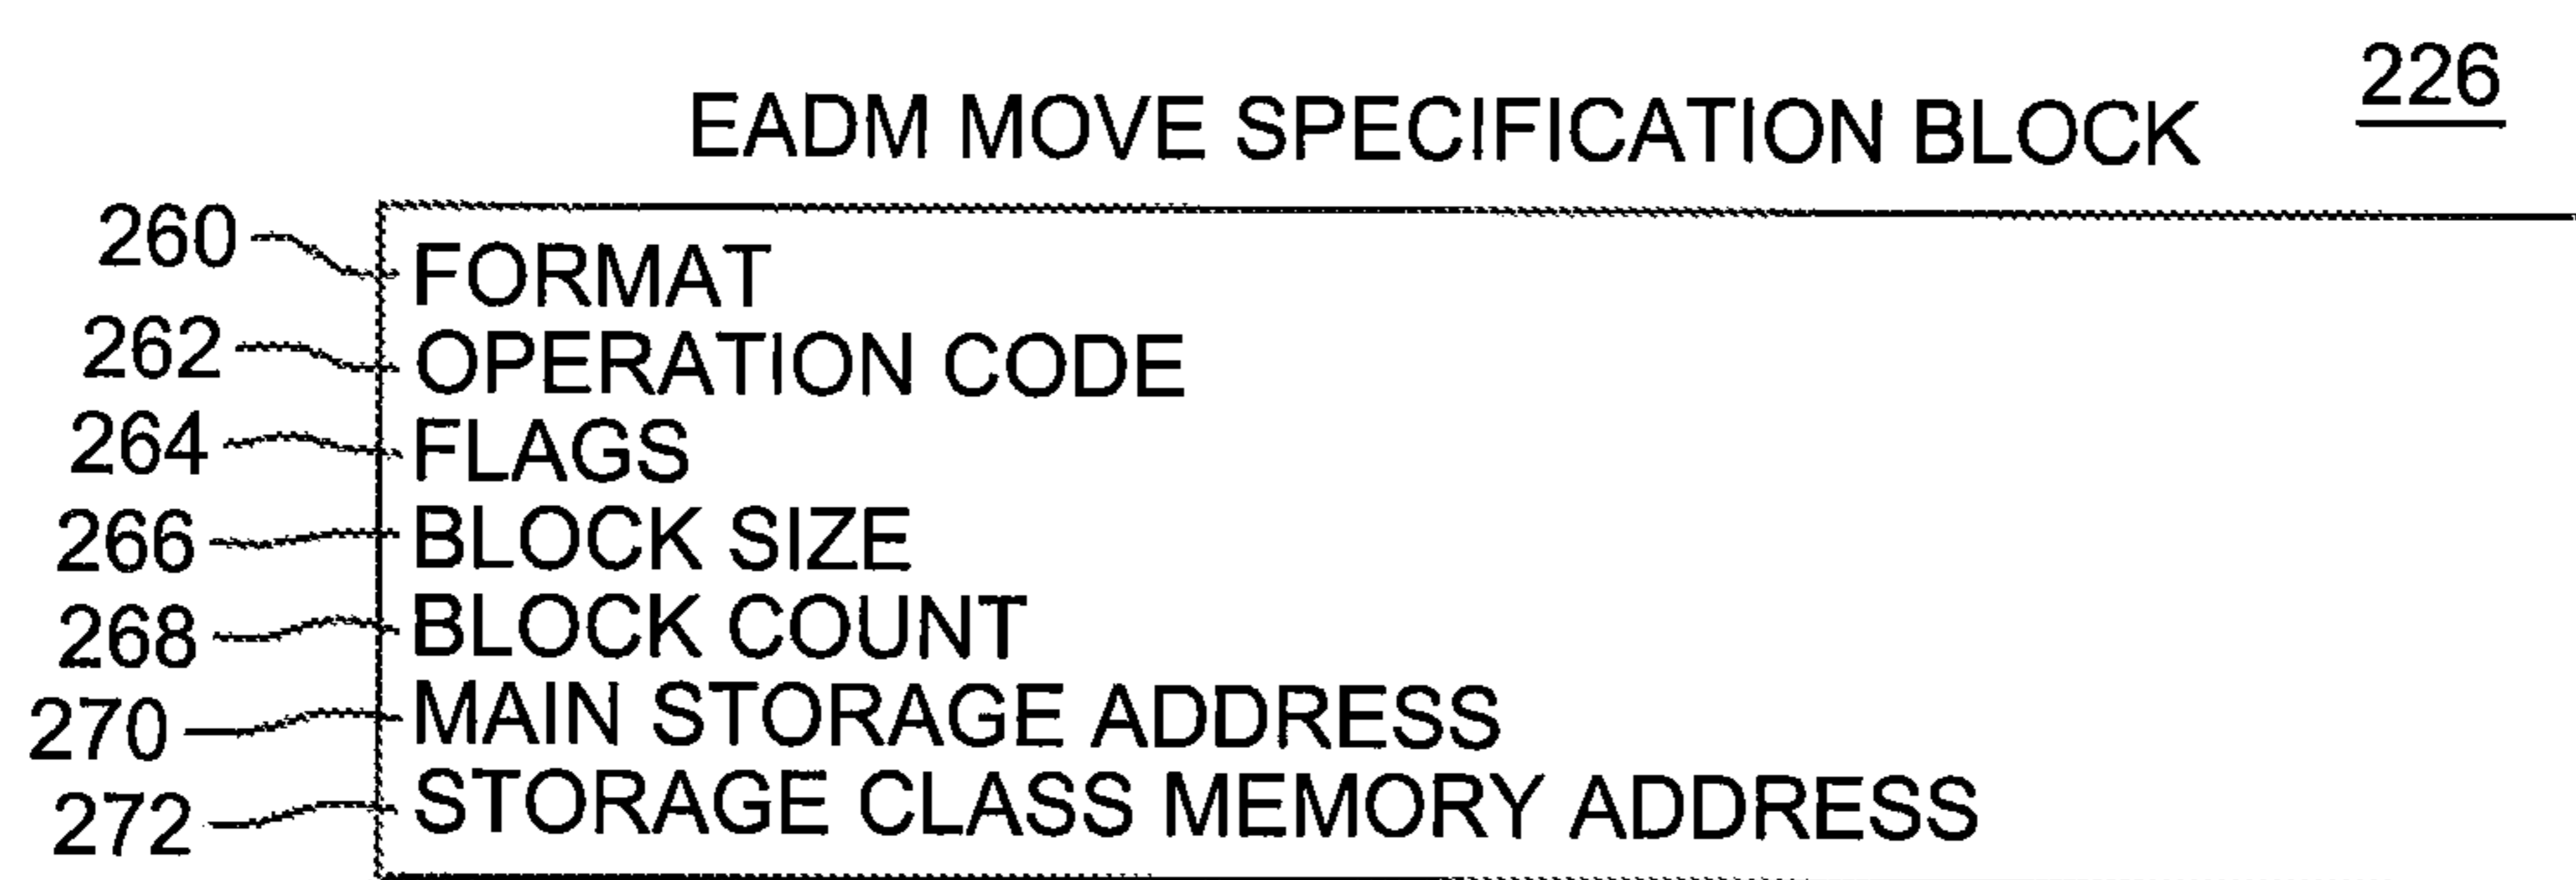 226
EADM MOVE SPECIFICATION BLOCK
260 FORMAT
262 OPERATION CODE
264 FLAGS
266 BLOCK SIZE
268 BLOCK COUNT
270 MAIN STORAGE ADDRESS
272 STORAGE CLASS MEMORY ADDRESS